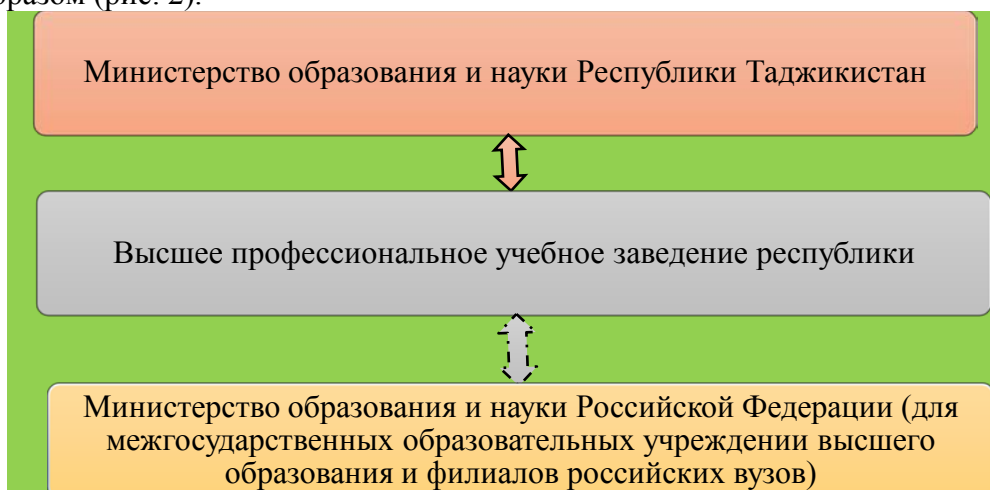 образом (рис. 2).
Министерство образования и науки Республики Таджикистан
Высшее профессиональное учебное заведение республики
Министерство образования и науки Российской Федерации (для
межгосударственных образовательных учреждении высшего
образования и филиалов российских вузов)